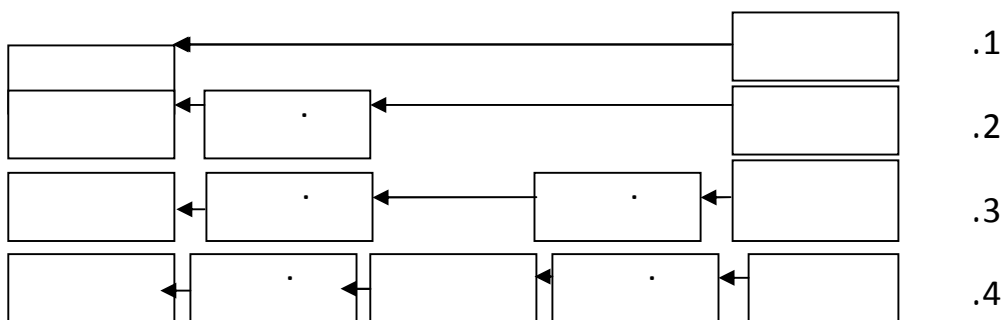 .1
. .2
. . .3
. . .4